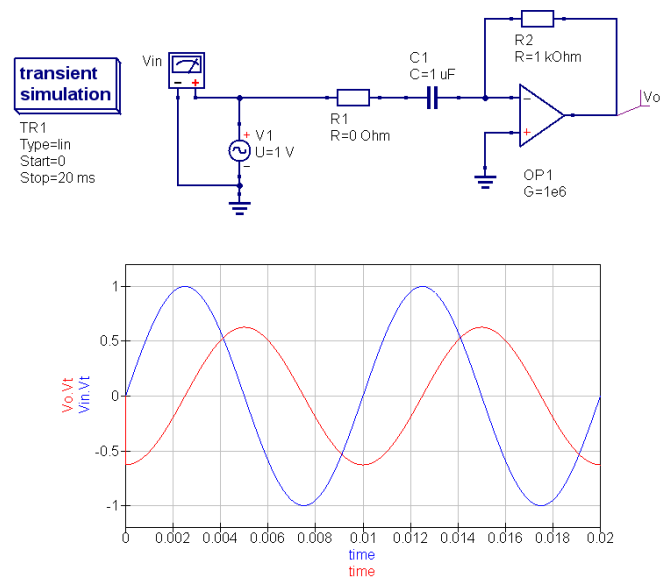 transient
simulation
TR1
Type=lin
Start=0
Stop=20 ms
Vin
V1
U=1 V
R1
R=0 Ohm
C1
C=1 uF
R2
R=1 kOhm
OP1
G=1e6
Vo
Vo.Vt
Vin.Vt
1
0.5
0
-0.5
-1
0 0.002 0.004 0.006 0.008 0.01 0.012 0.014 0.016 0.018 0.02
time
time